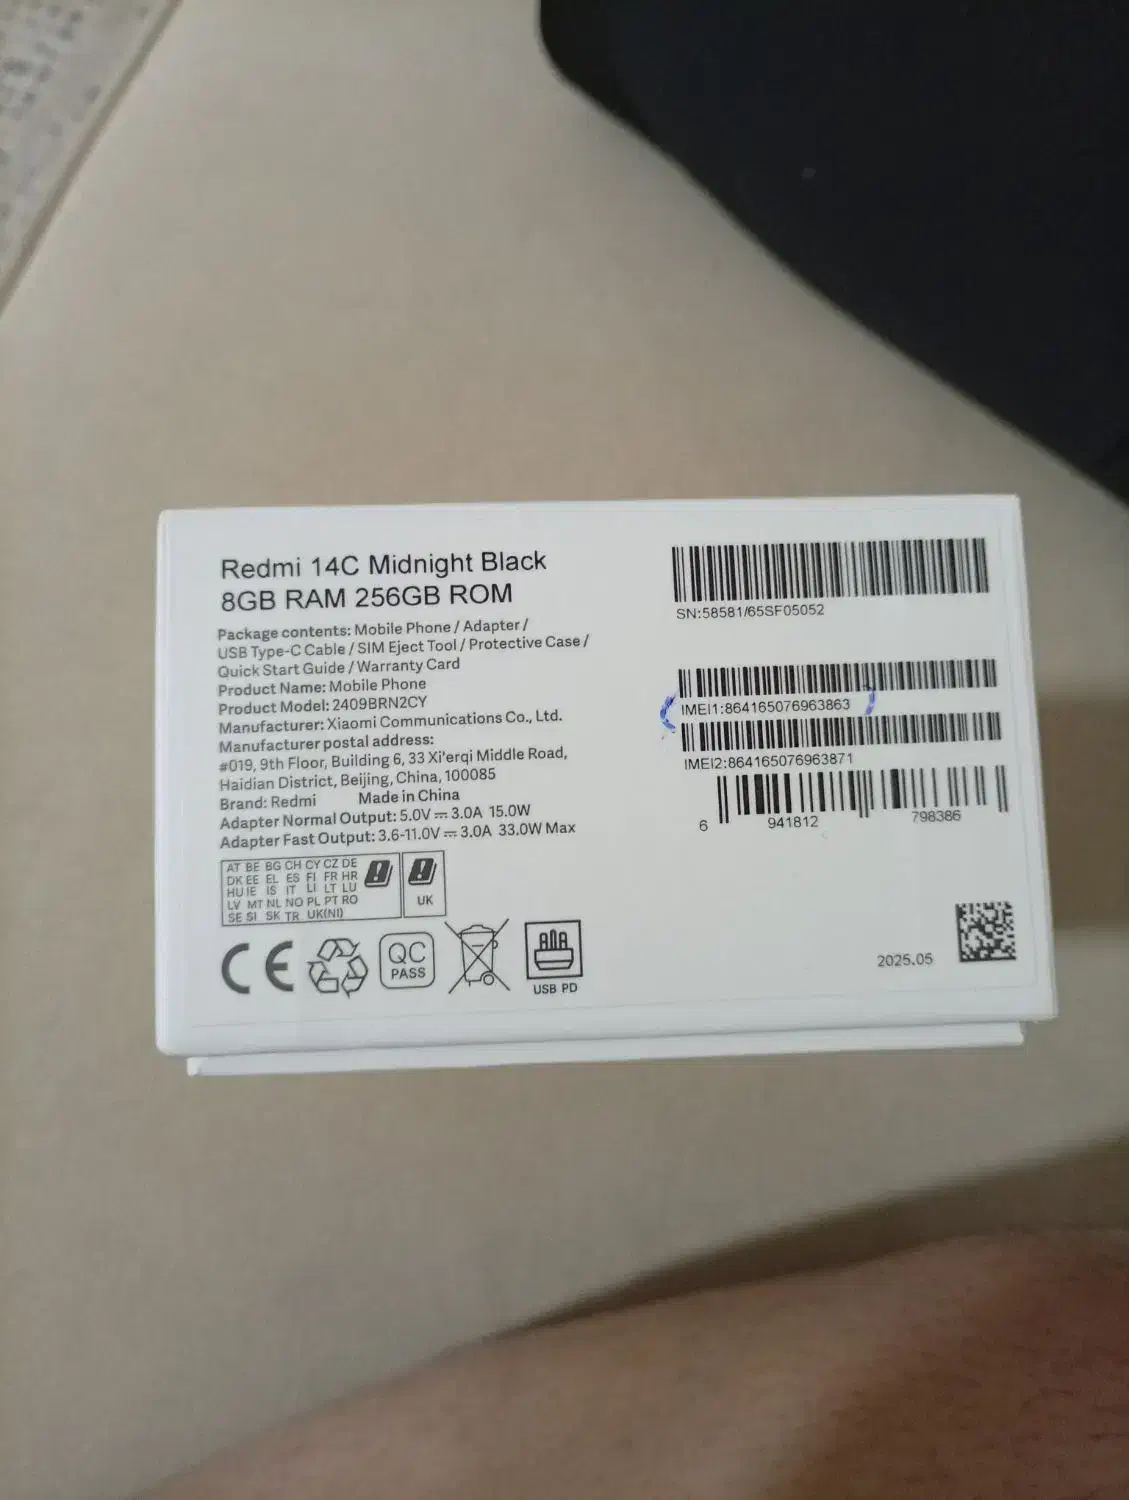 Redmi 14C Midnight Black
8GB RAM 256GB ROM
Package contents: Mobile Phone / Adapter /
USB Type-C Cable / SIM Eject Tool / Protective Case /
Quick Start Guide / Warranty Card
Product Name: Mobile Phone
Product Model: 2409BRN2CY
Manufacturer: Xiaomi Communications Co., Ltd.
Manufacturer postal address:
#019, 9th Floor, Building 6, 33 Xi'erqi Middle Road,
Haidian District, Beijing, China, 100085
Brand: Redmi Made in China
Adapter Normal Output: 5.0V⎓3.0A 15.0W
Adapter Fast Output: 3.6-11.0V⎓3.0A 33.0W Max
AT BE BG CH CY CZ DE
DK EE EL ES FI FR HR
HU IE IS IT LI LT LU
LV MT NL NO PL PT RO
SE SI SK TR UK(NI)
UK
CE
QC
PASS
USB PD
SN:58581/65SF05052
IMEI1:864165076963863
IMEI2:864165076963871
6 941812 798386
2025.05